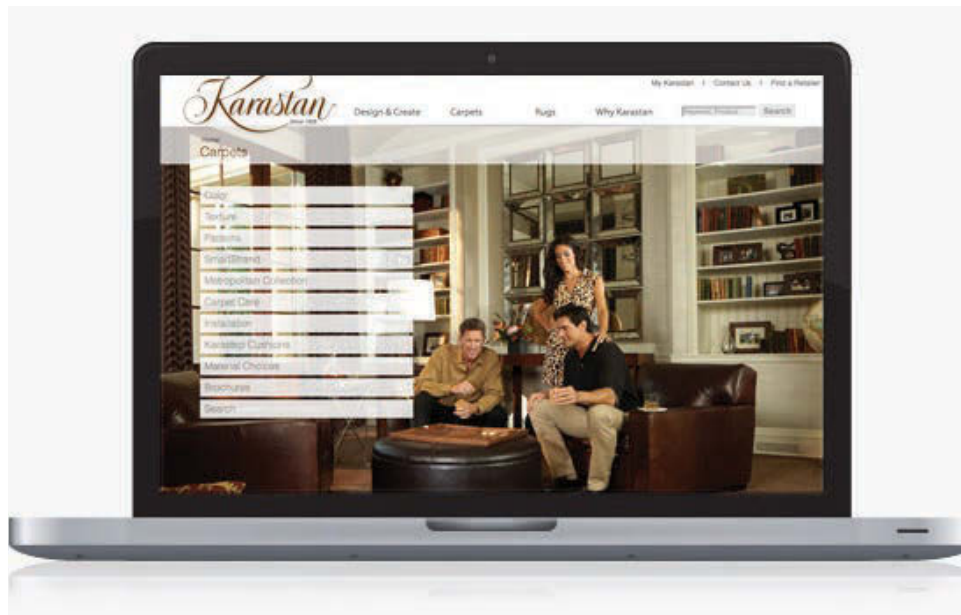 My Karastan | Contact Us | Find a Retailer
Karastan
Since 1928
Design & Create Carpets Rugs Why Karastan Search
Home
Carpets
Color
Texture
Patterns
SmartStrand
Metropolitan Collection
Carpet Care
Installation
Karastep Cushions
Material Choices
Brochures
Search